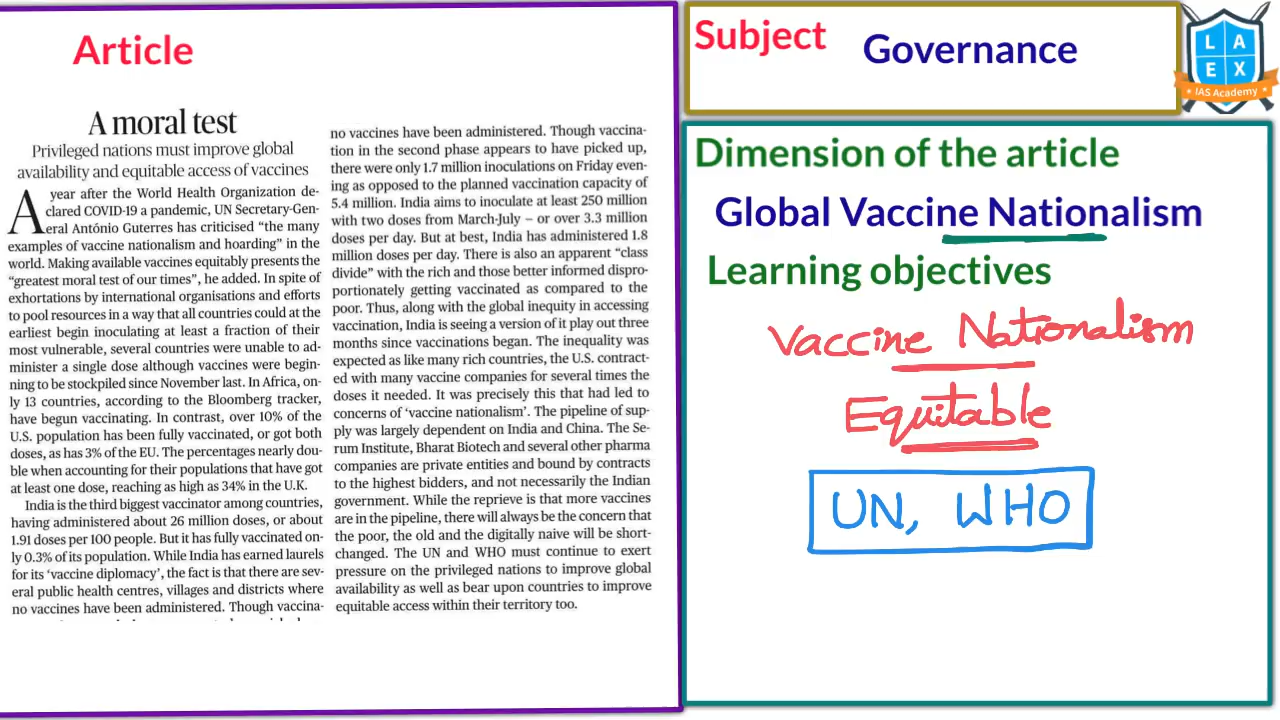 Article
A moral test
Privileged nations must improve global
availability and equitable access of vaccines
A year after the World Health Organization de-
clared COVID-19 a pandemic, UN Secretary-Gen-
eral António Guterres has criticised “the many
examples of vaccine nationalism and hoarding” in the
world. Making available vaccines equitably presents the
“greatest moral test of our times”, he added. In spite of
exhortations by international organisations and efforts
to pool resources in a way that all countries could at the
earliest begin inoculating at least a fraction of their
most vulnerable, several countries were unable to ad-
minister a single dose although vaccines were begin-
ning to be stockpiled since November last. In Africa, on-
ly 13 countries, according to the Bloomberg tracker,
have begun vaccinating. In contrast, over 10% of the
U.S. population has been fully vaccinated, or got both
doses, as has 3% of the EU. The percentages nearly dou-
ble when accounting for their populations that have got
at least one dose, reaching as high as 34% in the U.K.
India is the third biggest vaccinator among countries,
having administered about 26 million doses, or about
1.91 doses per 100 people. But it has fully vaccinated on-
ly 0.3% of its population. While India has earned laurels
for its ‘vaccine diplomacy’, the fact is that there are sev-
eral public health centres, villages and districts where
no vaccines have been administered. Though vaccina-
no vaccines have been administered. Though vaccina-
tion in the second phase appears to have picked up,
there were only 1.7 million inoculations on Friday even-
ing as opposed to the planned vaccination capacity of
5.4 million. India aims to inoculate at least 250 million
with two doses from March-July – or over 3.3 million
doses per day. But at best, India has administered 1.8
million doses per day. There is also an apparent “class
divide” with the rich and those better informed dispro-
portionately getting vaccinated as compared to the
poor. Thus, along with the global inequity in accessing
vaccination, India is seeing a version of it play out three
months since vaccinations began. The inequality was
expected as like many rich countries, the U.S. contract-
ed with many vaccine companies for several times the
doses it needed. It was precisely this that had led to
concerns of ‘vaccine nationalism’. The pipeline of sup-
ply was largely dependent on India and China. The Se-
rum Institute, Bharat Biotech and several other pharma
companies are private entities and bound by contracts
to the highest bidders, and not necessarily the Indian
government. While the reprieve is that more vaccines
are in the pipeline, there will always be the concern that
the poor, the old and the digitally naive will be short-
changed. The UN and WHO must continue to exert
pressure on the privileged nations to improve global
availability as well as bear upon countries to improve
equitable access within their territory too.
Subject
Governance
LAEX
IAS Academy
Dimension of the article
Global Vaccine Nationalism
Learning objectives
Vaccine Nationalism
Equitable
UN, WHO